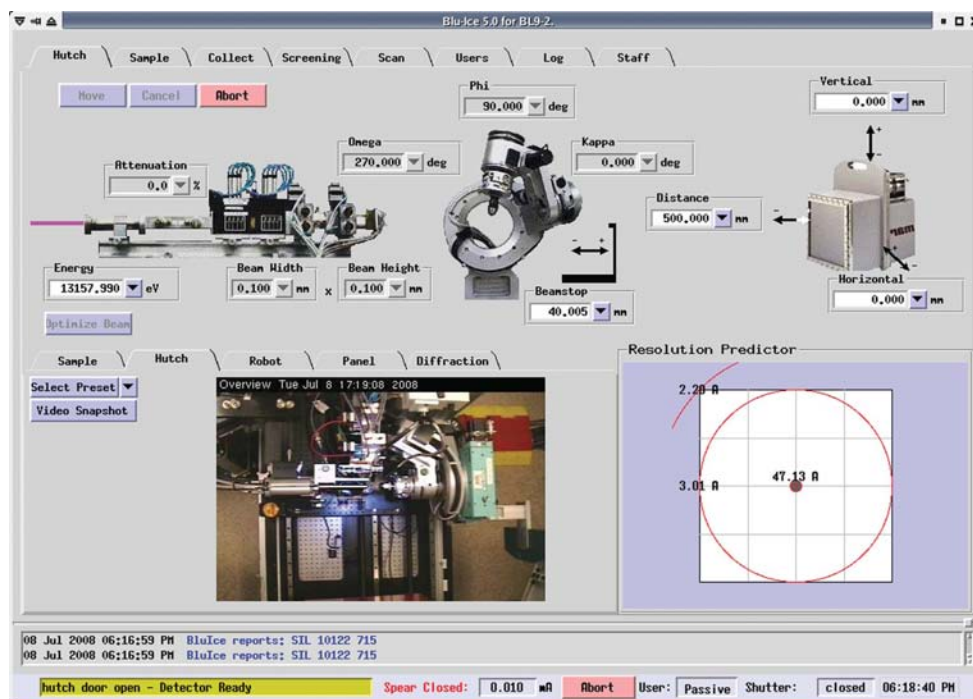 Blu-Ice 5.0 for BL9-2.
Hutch Sample Collect Screening Scan Users Log Staff
Move Cancel Abort
Phi
90.000 deg
Vertical
0.000 mm
Omega
270.000 deg
Kappa
0.000 deg
Attenuation
0.0 %
Distance
500.000 mm
- +
- +
- +
- +
mar
Energy
13157.990 eV
Beam Width
0.100 mm
x
Beam Height
0.100 mm
Beamstop
40.005 mm
Horizontal
0.000 mm
Optimize Beam
Sample Hutch Robot Panel Diffraction
Select Preset
Video Snapshot
Overview Tue Jul 8 17:19:08 2008
Resolution Predictor
2.20 A
3.01 A
47.13 A
08 Jul 2008 06:16:59 PM BluIce reports: SIL 10122 715
08 Jul 2008 06:16:59 PM BluIce reports: SIL 10122 715
hutch door open - Detector Ready Spear Closed: 0.010 mA Abort User: Passive Shutter: closed 06:18:40 PM